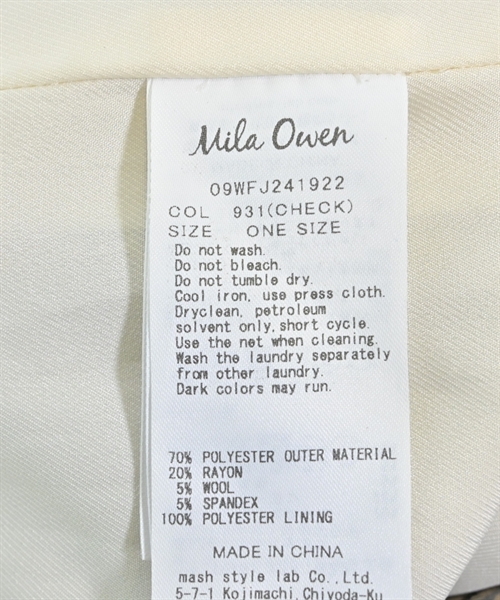 Mila Owen
09WFJ241922
COL 931(CHECK)
SIZE ONE SIZE
Do not wash.
Do not bleach.
Do not tumble dry.
Cool iron, use press cloth.
Dryclean, petroleum
solvent only,short cycle.
Use the net when cleaning.
Wash the laundry separately
from other laundry.
Dark colors may run.
70% POLYESTER OUTER MATERIAL
20% RAYON
5% WOOL
5% SPANDEX
100% POLYESTER LINING
MADE IN CHINA
mash style lab Co.,Ltd.
5-7-1 Kojimachi,Chiyoda-Ku